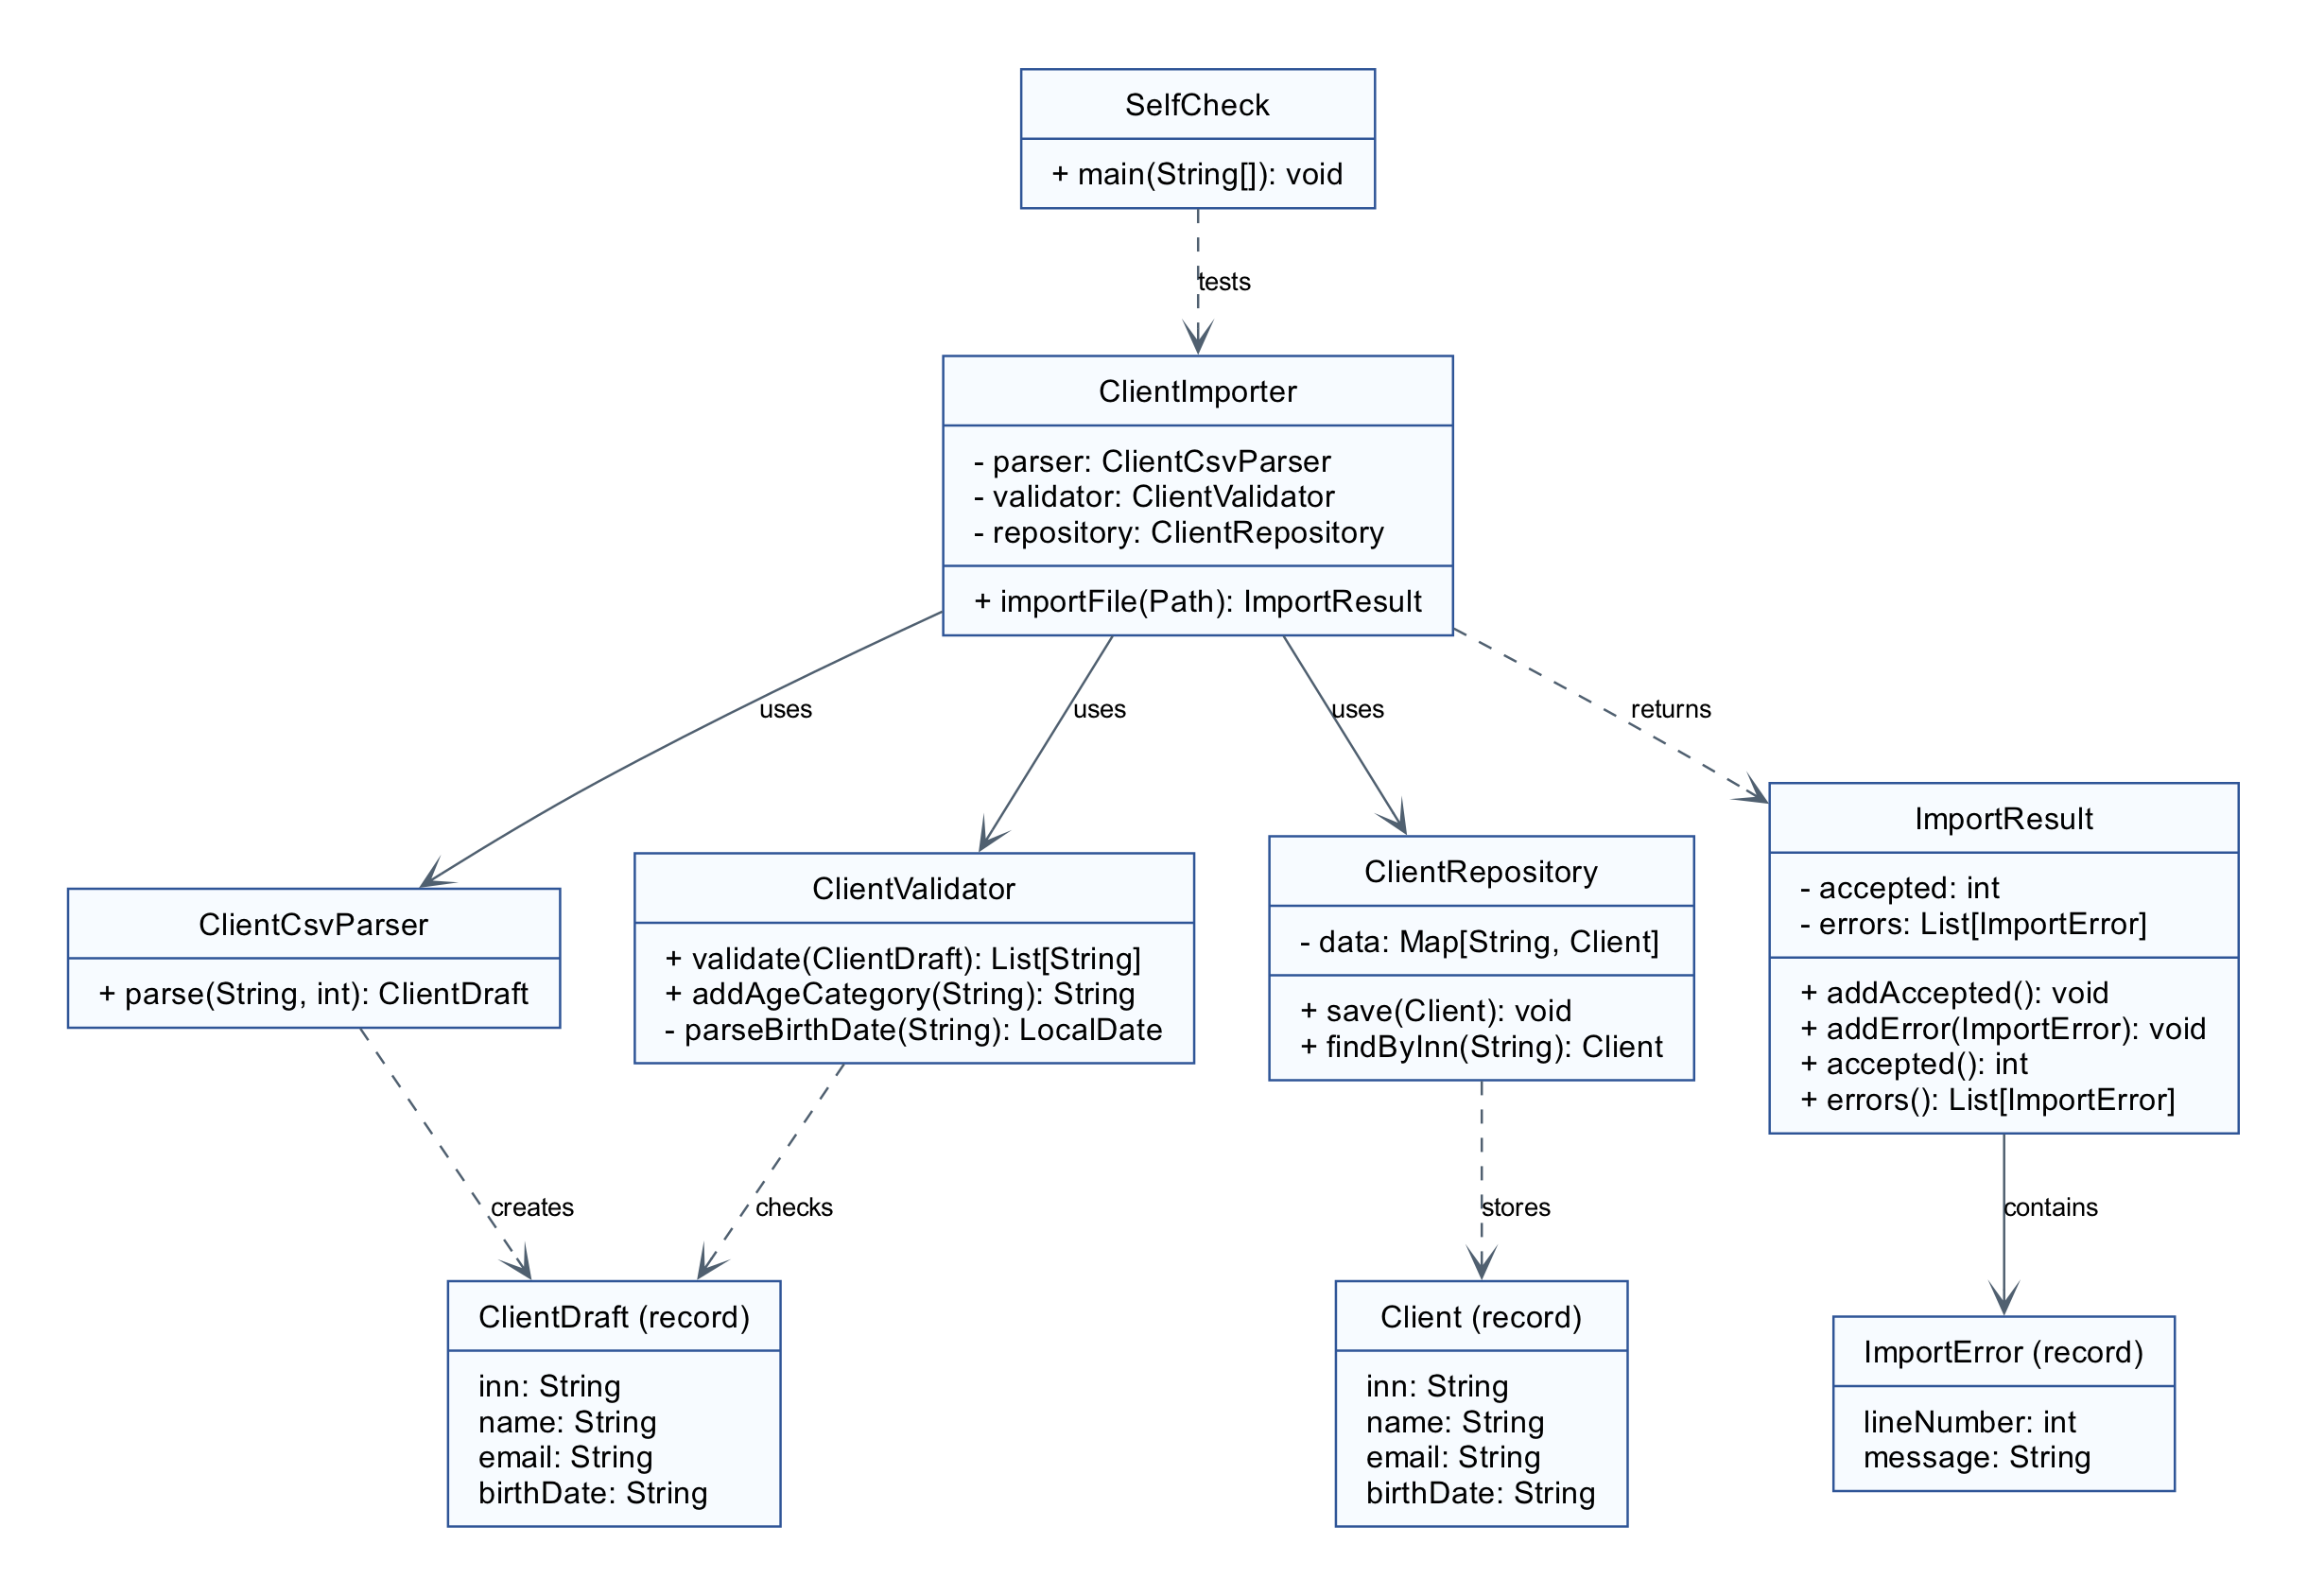 SelfCheck
+ main(String[]): void
tests
ClientImporter
- parser: ClientCsvParser
- validator: ClientValidator
- repository: ClientRepository
+ importFile(Path): ImportResult
uses
uses
uses
returns
ClientCsvParser
+ parse(String, int): ClientDraft
ClientValidator
+ validate(ClientDraft): List[String]
+ addAgeCategory(String): String
- parseBirthDate(String): LocalDate
ClientRepository
- data: Map[String, Client]
+ save(Client): void
+ findByInn(String): Client
ImportResult
- accepted: int
- errors: List[ImportError]
+ addAccepted(): void
+ addError(ImportError): void
+ accepted(): int
+ errors(): List[ImportError]
creates
checks
stores
contains
ClientDraft (record)
inn: String
name: String
email: String
birthDate: String
Client (record)
inn: String
name: String
email: String
birthDate: String
ImportError (record)
lineNumber: int
message: String